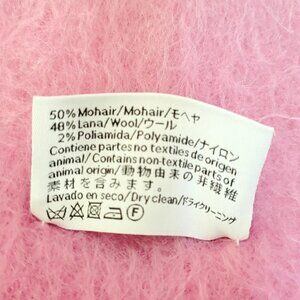 50% Mohair/Mohair/モヘヤ
48% Lana/Wool/ウール
2% Poliamida/Polyamide/ナイロン
Contiene partes no textiles de origen
animal/Contains non-textile parts of
animal origin/動物由来の非繊維
素材を含みます。
Lavado en seco/Dry clean/ドライクリーニング
F